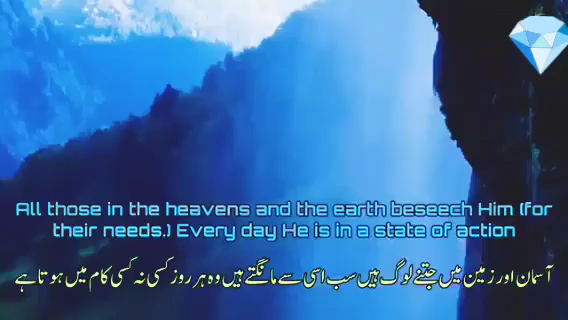 All those in the heavens and the earth beseech Him (for
their needs.) Every day He is in a state of action
آسمان اور زمین میں جتنے لوگ ہیں سب اسی سے مانگتے ہیں وہ ہر روز کسی نہ کسی کام میں ہوتا ہے